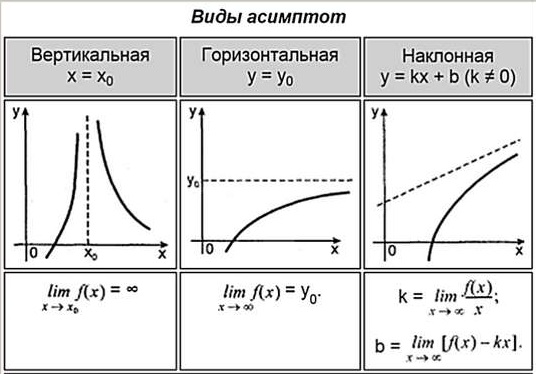 Виды асимптот
Вертикальная
x = x₀
Горизонтальная
y = y₀
Наклонная
y = kx + b (k ≠ 0)
y
0
x₀
x
y
y₀
0
x
y
0
x
lim f(x) = ∞
x → x₀
lim f(x) = y₀.
x → ∞
k = lim f(x)/x;
x → ∞
b = lim [f(x) − kx].
x → ∞